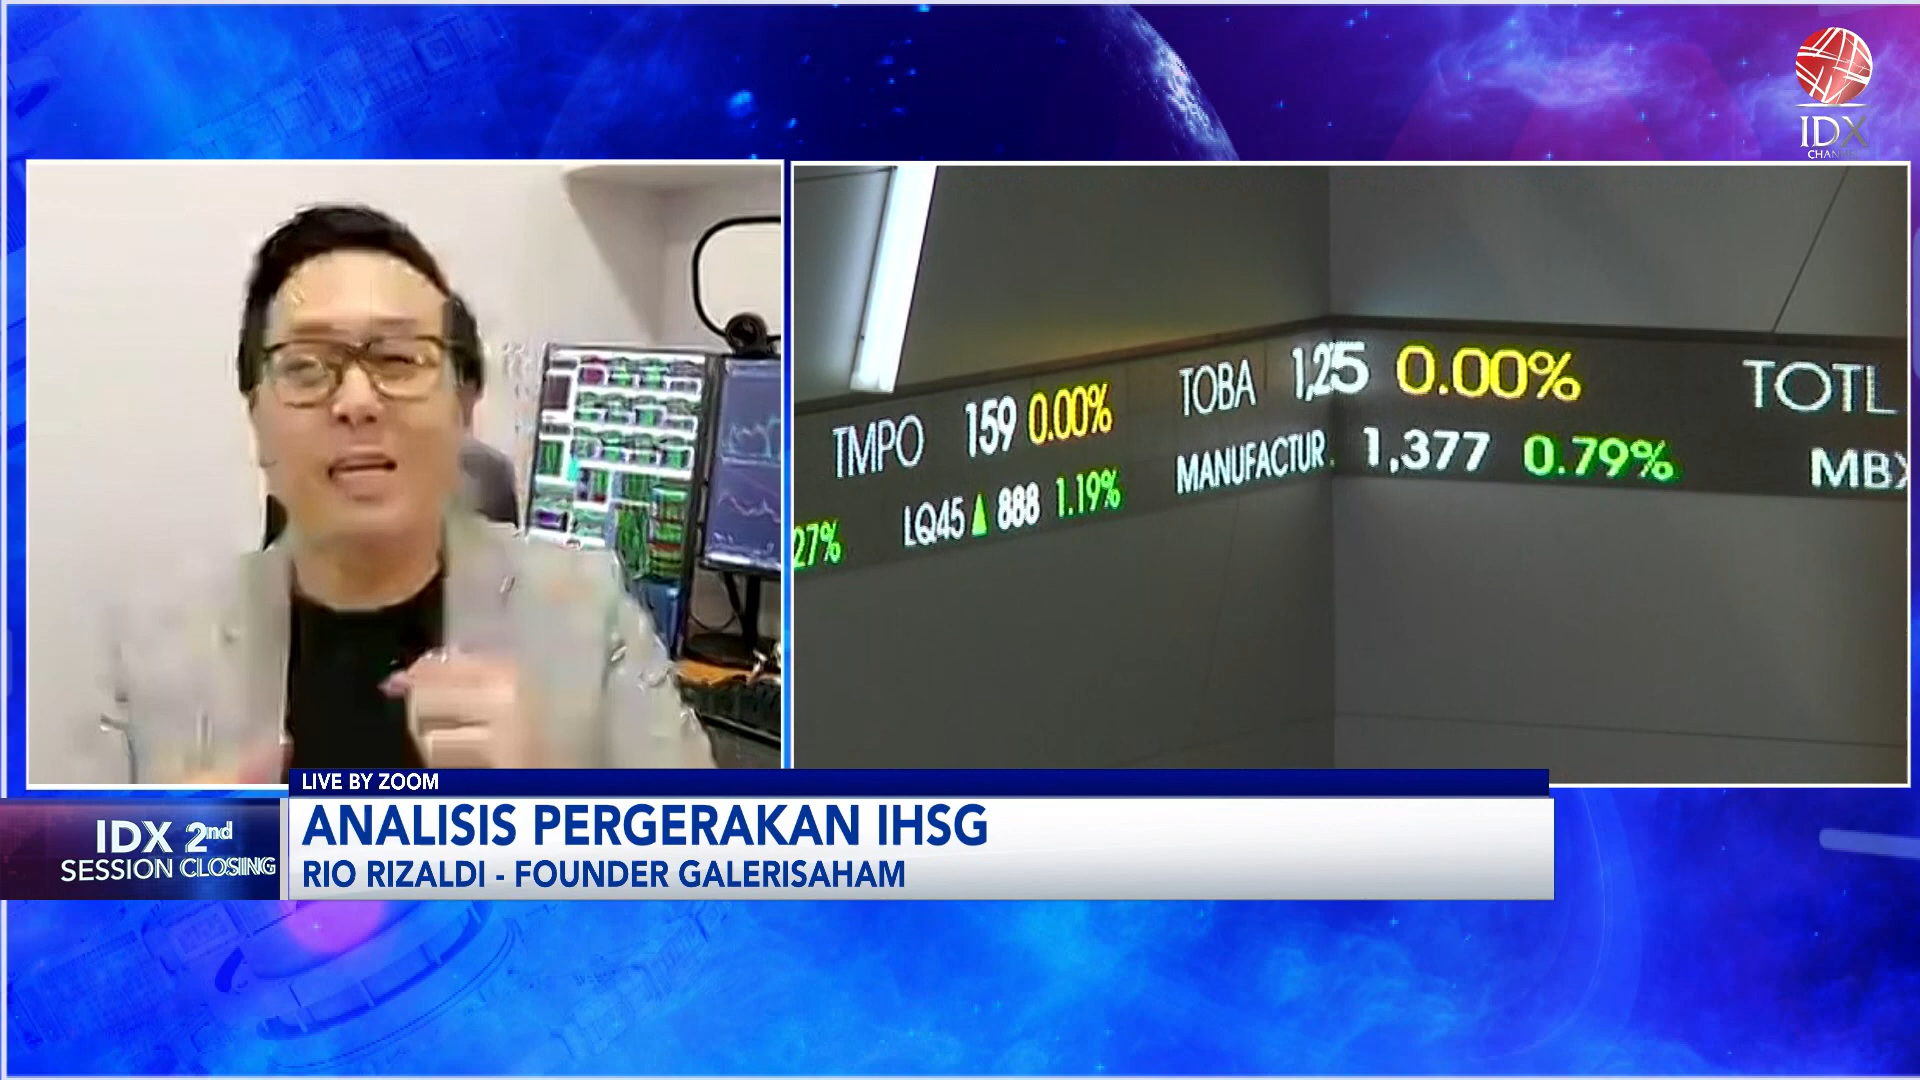 IDX
CHANNEL
TMPO 159 0.00% TOBA 1,25 0.00% TOTL
27% LQ45 ▲ 888 1.19% MANUFACTUR. 1,377 0.79% MBX
LIVE BY ZOOM
IDX 2nd
SESSION CLOSING
ANALISIS PERGERAKAN IHSG
RIO RIZALDI - FOUNDER GALERISAHAM